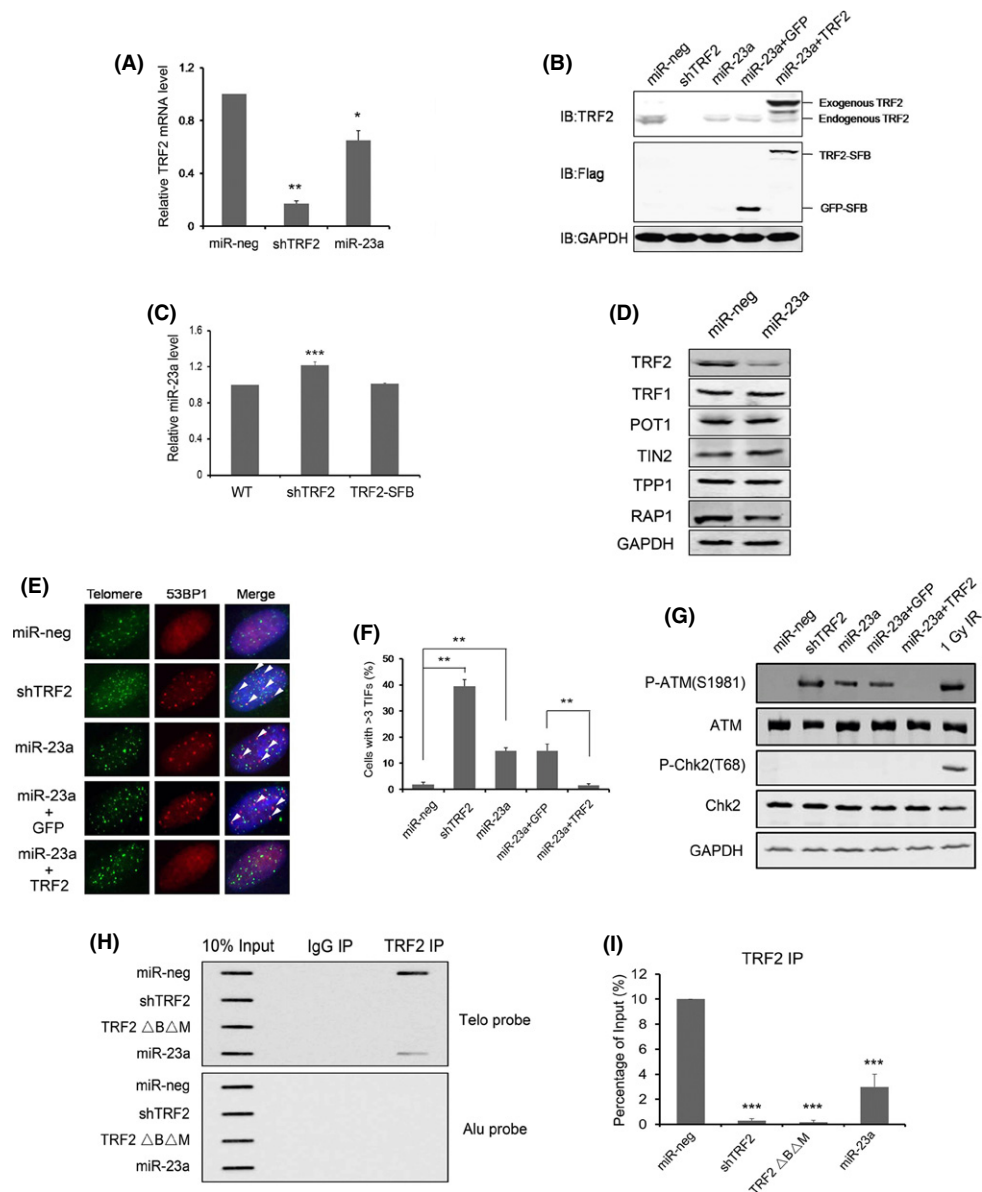 (A)
Relative TRF2 mRNA level
1.2
0.8
0.4
0
**
*
miR-neg shTRF2 miR-23a
(B)
miR-neg shTRF2 miR-23a miR-23a+GFP miR-23a+TRF2
IB:TRF2
Exogenous TRF2
Endogenous TRF2
IB:Flag
TRF2-SFB
GFP-SFB
IB:GAPDH
(C)
Relative miR-23a level
1.6
1.2
0.8
0.4
0
***
WT shTRF2 TRF2-SFB
(D)
miR-neg miR-23a
TRF2
TRF1
POT1
TIN2
TPP1
RAP1
GAPDH
(E)
Telomere 53BP1 Merge
miR-neg
shTRF2
miR-23a
miR-23a
+
GFP
miR-23a
+
TRF2
(F)
Cells with >3 TIFs (%)
50
40
30
20
10
0
**
**
**
miR-neg shTRF2 miR-23a miR-23a+GFP miR-23a+TRF2
(G)
miR-neg shTRF2 miR-23a miR-23a+GFP miR-23a+TRF2 1 Gy IR
P-ATM(S1981)
ATM
P-Chk2(T68)
Chk2
GAPDH
(H)
10% Input IgG IP TRF2 IP
miR-neg
shTRF2
TRF2 △B△M
miR-23a
Telo probe
miR-neg
shTRF2
TRF2 △B△M
miR-23a
Alu probe
(I)
TRF2 IP
Percentage of Input (%)
12
10
8
6
4
2
0
***
***
***
miR-neg shTRF2 TRF2 △B△M miR-23a